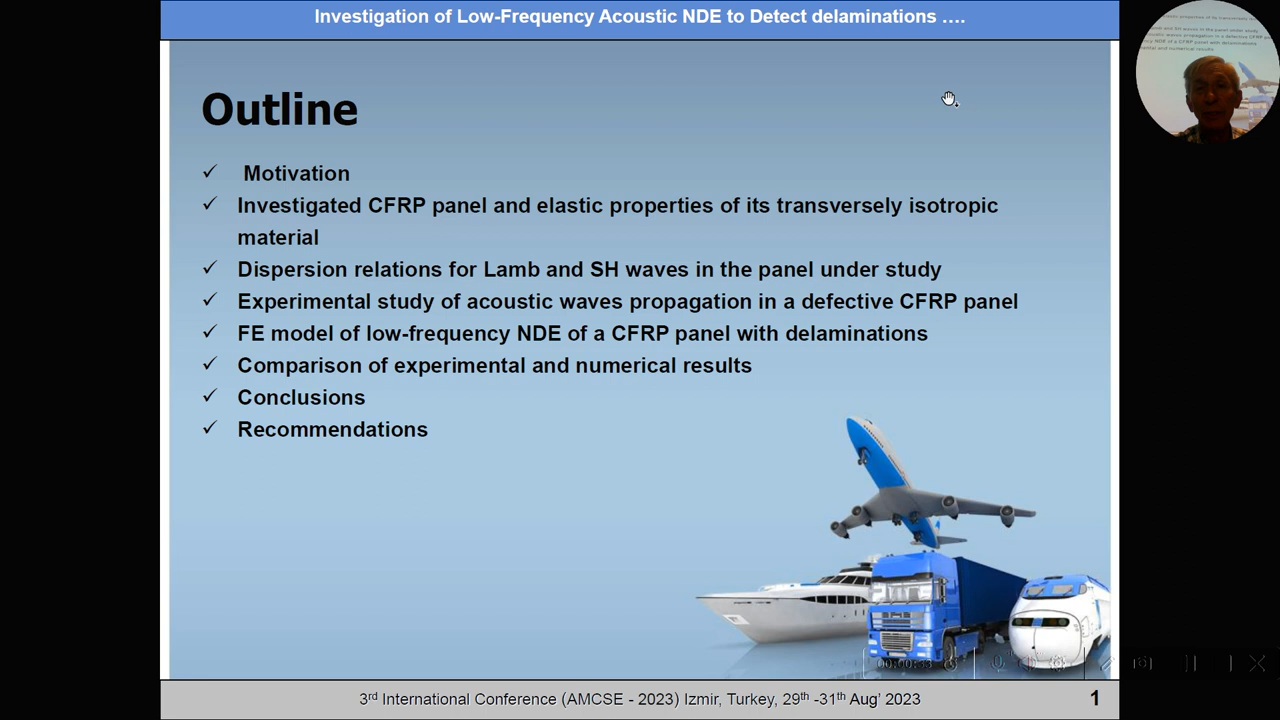 Investigation of Low-Frequency Acoustic NDE to Detect delaminations ....
Outline
✓ Motivation
✓ Investigated CFRP panel and elastic properties of its transversely isotropic
material
✓ Dispersion relations for Lamb and SH waves in the panel under study
✓ Experimental study of acoustic waves propagation in a defective CFRP panel
✓ FE model of low-frequency NDE of a CFRP panel with delaminations
✓ Comparison of experimental and numerical results
✓ Conclusions
✓ Recommendations
3rd International Conference (AMCSE - 2023) Izmir, Turkey, 29th -31th Aug' 2023
1